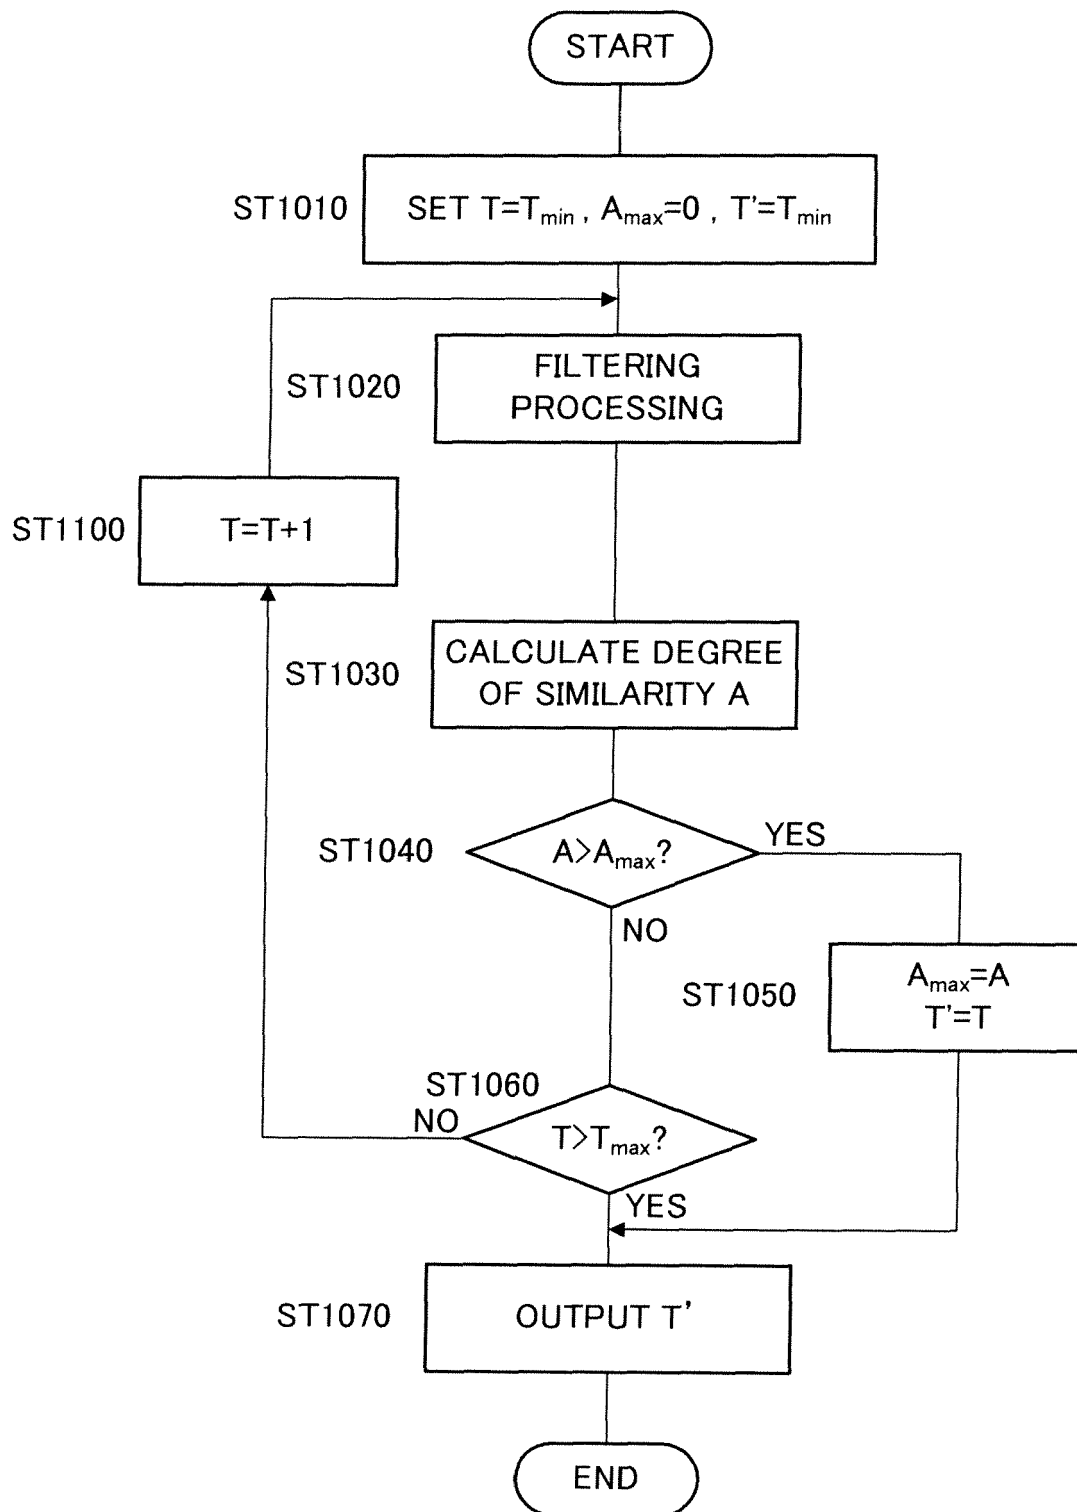 START
ST1010
SET T=Tmin , Amax=0 , T'=Tmin
ST1020
FILTERING
PROCESSING
ST1100
T=T+1
ST1030
CALCULATE DEGREE
OF SIMILARITY A
ST1040
A>Amax?
YES
NO
ST1050
Amax=A
T'=T
ST1060
NO
T>Tmax?
YES
ST1070
OUTPUT T'
END